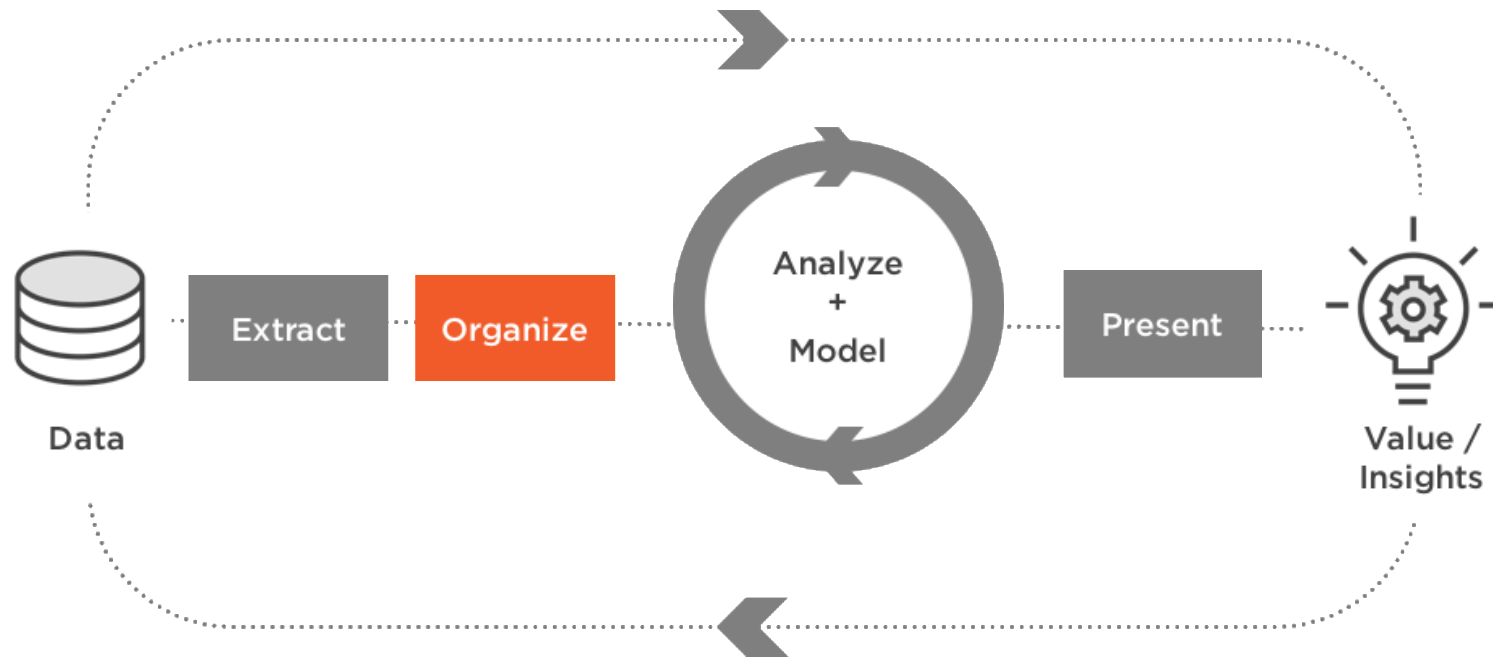 Data
Extract
Organize
Analyze
+
Model
Present
Value /
Insights